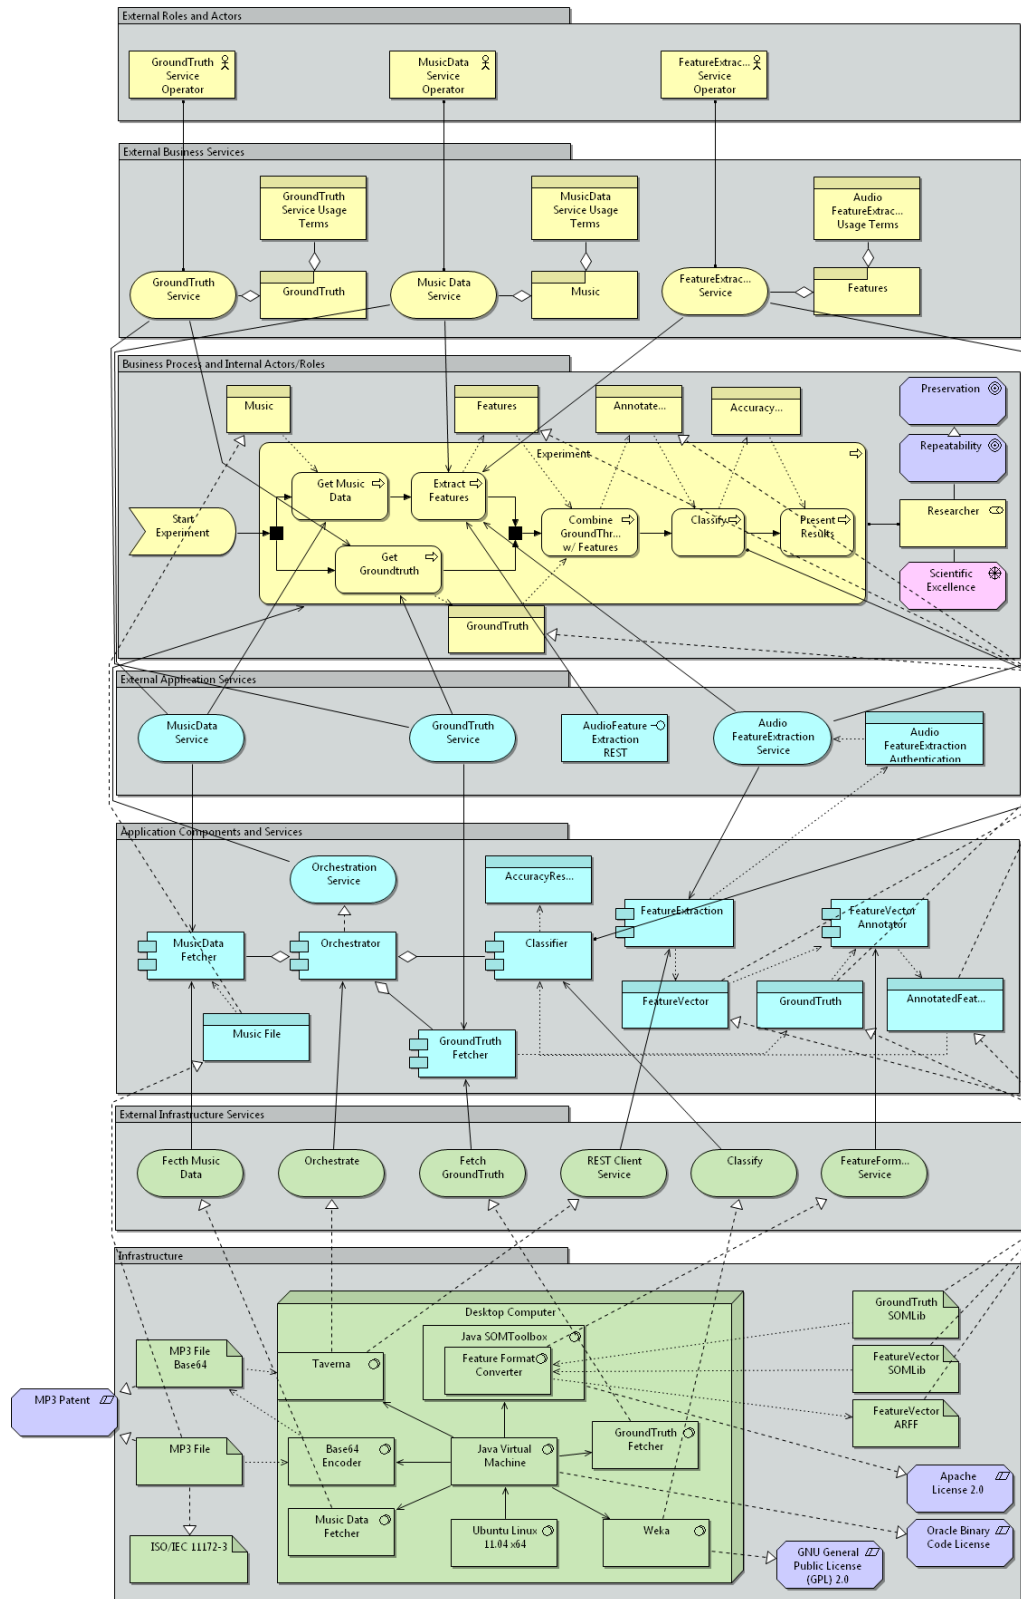 External Roles and Actors
GroundTruth
Service
Operator
MusicData
Service
Operator
FeatureExtrac...
Service
Operator
External Business Services
GroundTruth
Service Usage
Terms
MusicData
Service Usage
Terms
Audio
FeatureExtrac...
Usage Terms
GroundTruth
Service
GroundTruth
Music Data
Service
Music
FeatureExtrac...
Service
Features
Business Process and Internal Actors/Roles
Music
Features
Annotate...
Accuracy...
Preservation
Repeatability
Experiment
Get Music
Data
Extract
Features
Start
Experiment
Combine
GroundThr...
w/ Features
Classify
Present
Results
Researcher
Get
Groundtruth
Scientific
Excellence
GroundTruth
External Application Services
MusicData
Service
GroundTruth
Service
AudioFeature
Extraction
REST
Audio
FeatureExtraction
Service
Audio
FeatureExtraction
Authentication
Application Components and Services
Orchestration
Service
AccuracyRes...
FeatureExtraction
FeatureVector
Annotator
MusicData
Fetcher
Orchestrator
Classifier
FeatureVector
GroundTruth
AnnotatedFeat...
Music File
GroundTruth
Fetcher
External Infrastructure Services
Fecth Music
Data
Orchestrate
Fetch
GroundTruth
REST Client
Service
Classify
FeatureForm...
Service
Infrastructure
Desktop Computer
GroundTruth
SOMLib
Java SOMToolbox
MP3 File
Base64
Taverna
Feature Format
Converter
FeatureVector
SOMLib
MP3 Patent
FeatureVector
ARFF
MP3 File
Base64
Encoder
Java Virtual
Machine
GroundTruth
Fetcher
Apache
License 2.0
Music Data
Fetcher
Ubuntu Linux
11.04 x64
Weka
Oracle Binary
Code License
ISO/IEC 11172-3
GNU General
Public License
(GPL) 2.0